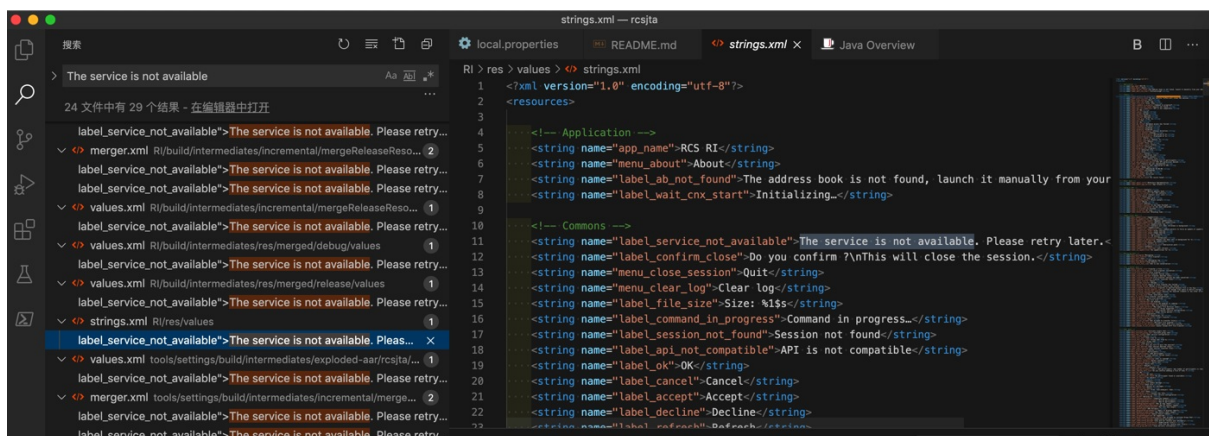 strings.xml — rcsjta
搜索
The service is not available
Aa Abl .*
24 文件中有 29 个结果 - 在编辑器中打开
label_service_not_available">The service is not available. Please retry...
merger.xml RI/build/intermediates/incremental/mergeReleaseReso... 2
label_service_not_available">The service is not available. Please retry...
label_service_not_available">The service is not available. Please retry...
values.xml RI/build/intermediates/incremental/mergeReleaseReso... 1
label_service_not_available">The service is not available. Please retry...
values.xml RI/build/intermediates/res/merged/debug/values 1
label_service_not_available">The service is not available. Please retry...
values.xml RI/build/intermediates/res/merged/release/values 1
label_service_not_available">The service is not available. Please retry...
strings.xml RI/res/values 1
label_service_not_available">The service is not available. Pleas... ×
values.xml tools/settings/build/intermediates/exploded-aar/rcsjta/... 1
label_service_not_available">The service is not available. Please retry...
merger.xml tools/settings/build/intermediates/incremental/merge... 2
label_service_not_available">The service is not available. Please retry...
label_service_not_available">The service is not available. Please retry...
local.properties README.md strings.xml × Java Overview
RI > res > values > strings.xml
1 <?xml version="1.0" encoding="utf-8"?>
2 <resources>
3
4 <!-- Application -->
5 <string name="app_name">RCS RI</string>
6 <string name="menu_about">About</string>
7 <string name="label_ab_not_found">The address book is not found, launch it manually from your
8 <string name="label_wait_cnx_start">Initializing…</string>
9
10 <!-- Commons -->
11 <string name="label_service_not_available">The service is not available. Please retry later.<
12 <string name="label_confirm_close">Do you confirm ?\nThis will close the session.</string>
13 <string name="menu_close_session">Quit</string>
14 <string name="menu_clear_log">Clear log</string>
15 <string name="label_file_size">Size: %1$s</string>
16 <string name="label_command_in_progress">Command in progress…</string>
17 <string name="label_session_not_found">Session not found</string>
18 <string name="label_api_not_compatible">API is not compatible</string>
19 <string name="label_ok">OK</string>
20 <string name="label_cancel">Cancel</string>
21 <string name="label_accept">Accept</string>
22 <string name="label_decline">Decline</string>
23 <string name="label_refresh">Refresh</string>